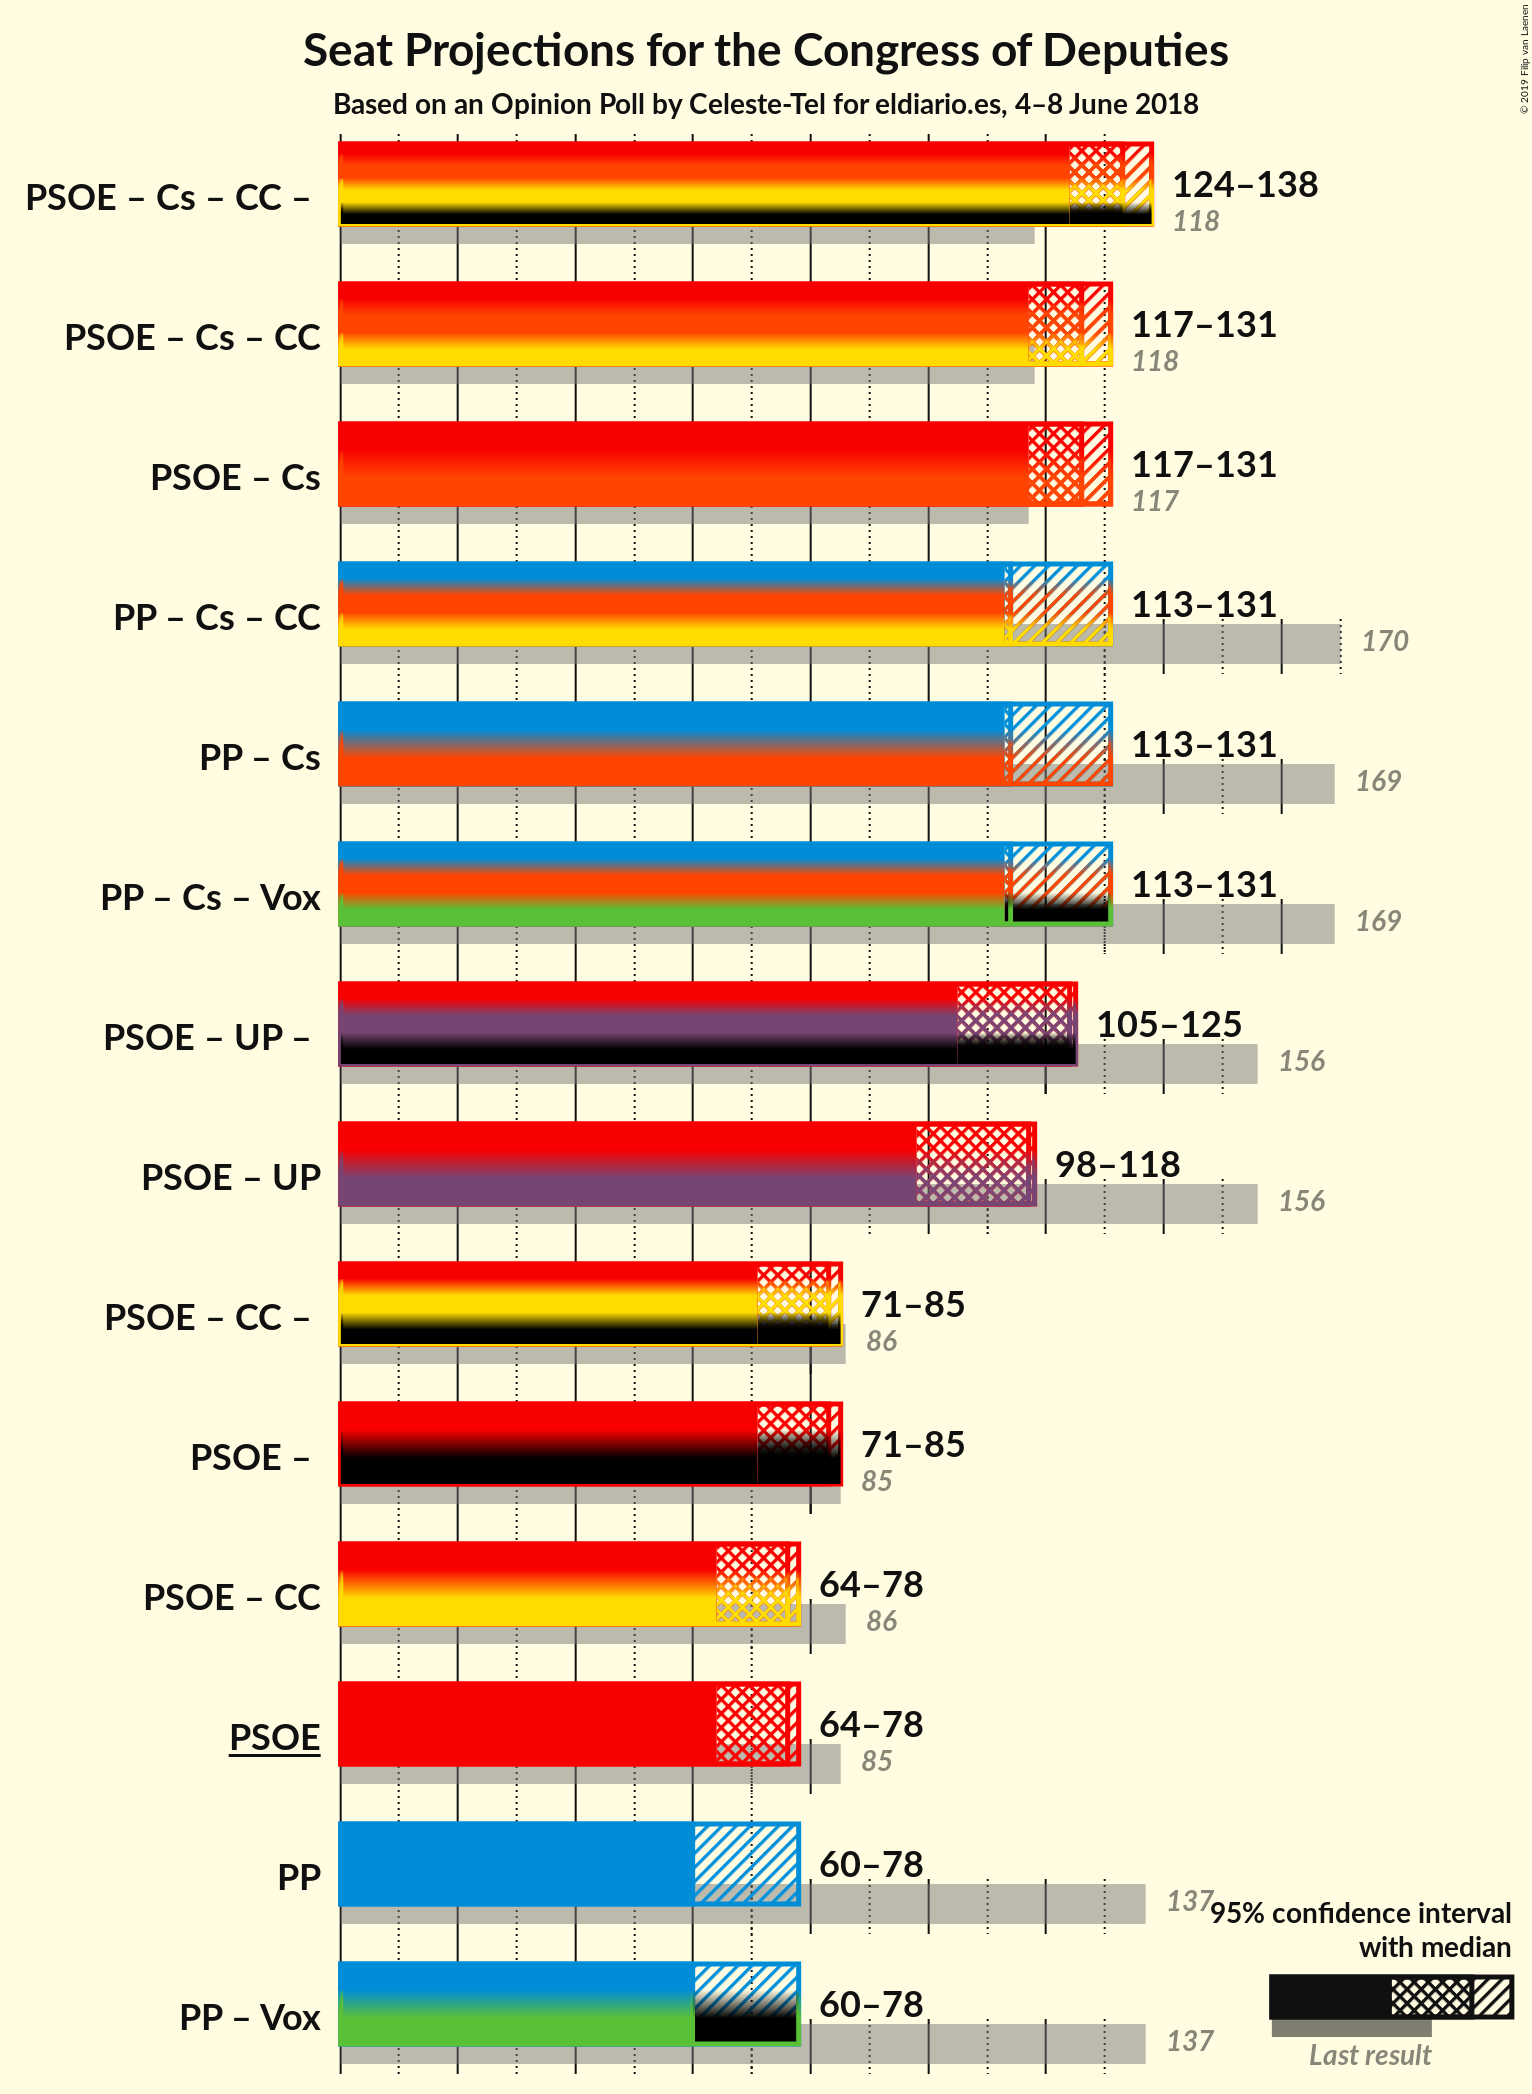 Seat Projections for the Congress of Deputies
Based on an Opinion Poll by Celeste-Tel for eldiario.es, 4–8 June 2018
© 2019 Filip van Laenen
PSOE – Cs – CC –
124–138
118
PSOE – Cs – CC
117–131
118
PSOE – Cs
117–131
117
PP – Cs – CC
113–131
170
PP – Cs
113–131
169
PP – Cs – Vox
113–131
169
PSOE – UP –
105–125
156
PSOE – UP
98–118
156
PSOE – CC –
71–85
86
PSOE –
71–85
85
PSOE – CC
64–78
86
PSOE
64–78
85
PP
60–78
137
PP – Vox
60–78
137
95% confidence interval
with median
Last result